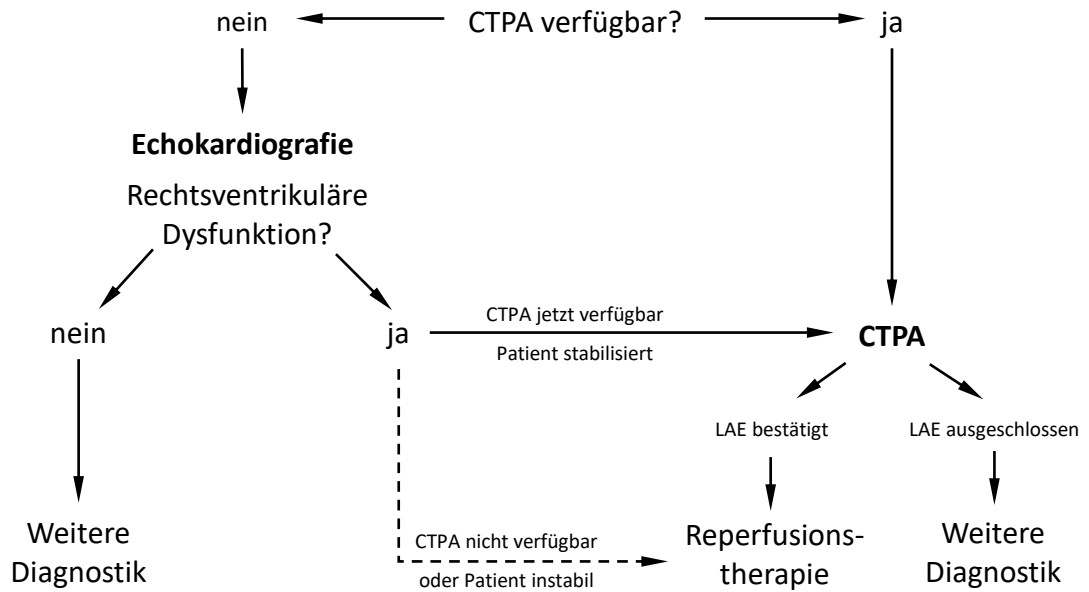 nein
CTPA verfügbar?
ja
Echokardiografie
Rechtsventrikuläre
Dysfunktion?
nein
ja
CTPA jetzt verfügbar
Patient stabilisiert
CTPA
LAE bestätigt
LAE ausgeschlossen
Weitere
Diagnostik
CTPA nicht verfügbar
oder Patient instabil
Reperfusions-
therapie
Weitere
Diagnostik